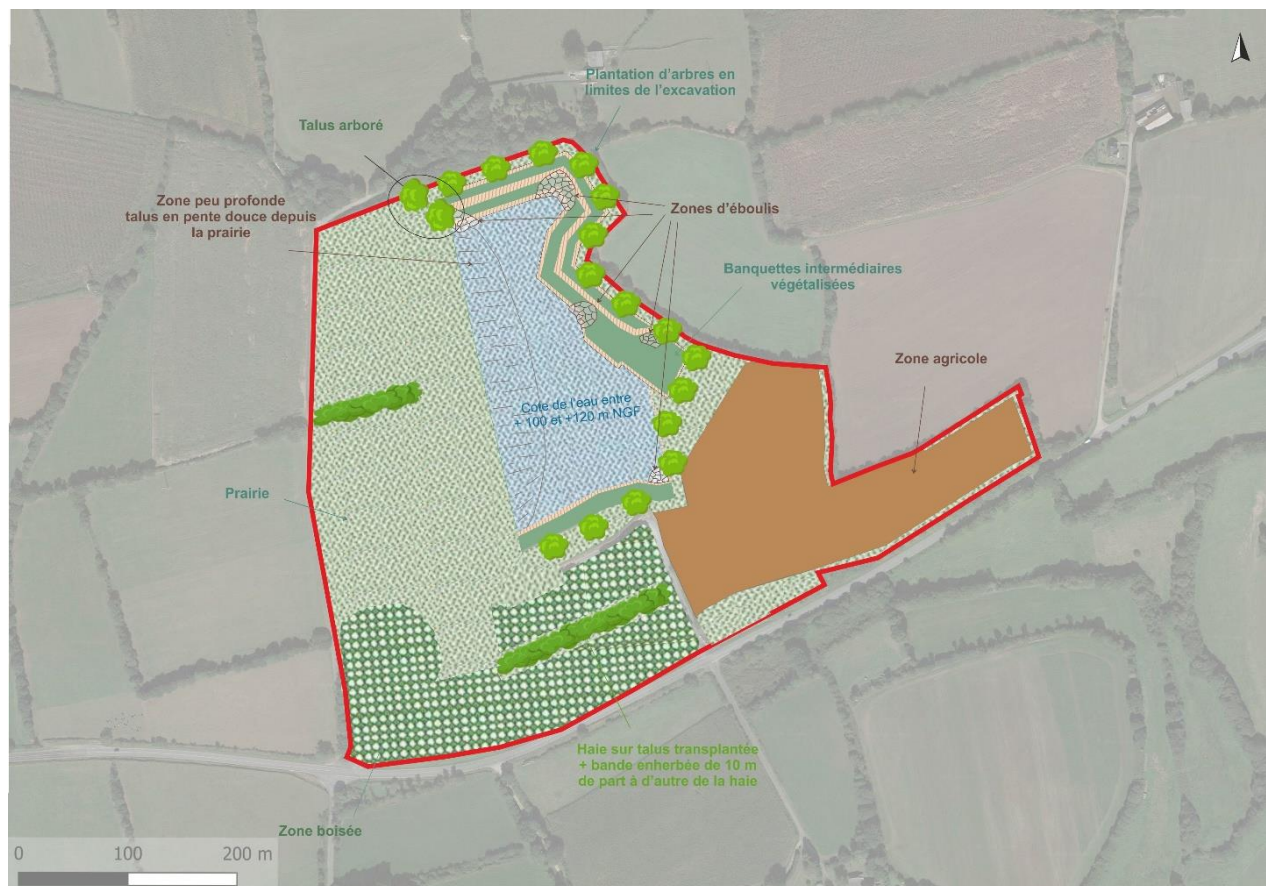 Plantation d'arbres en
limites de l'excavation
Talus arboré
Zone peu profonde
talus en pente douce depuis
la prairie
Zones d'éboulis
Banquettes intermédiaires
végétalisées
Zone agricole
Cote de l'eau entre
+ 100 et +120 m NGF
Prairie
Haie sur talus transplantée
+ bande enherbée de 10 m
de part à d'autre de la haie
Zone boisée
0 100 200 m